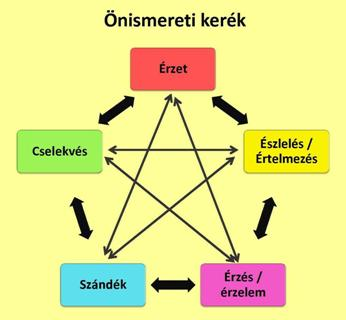 Önismereti kerék
Érzet
Cselekvés
Észlelés /
Értelmezés
Szándék
Érzés /
érzelem